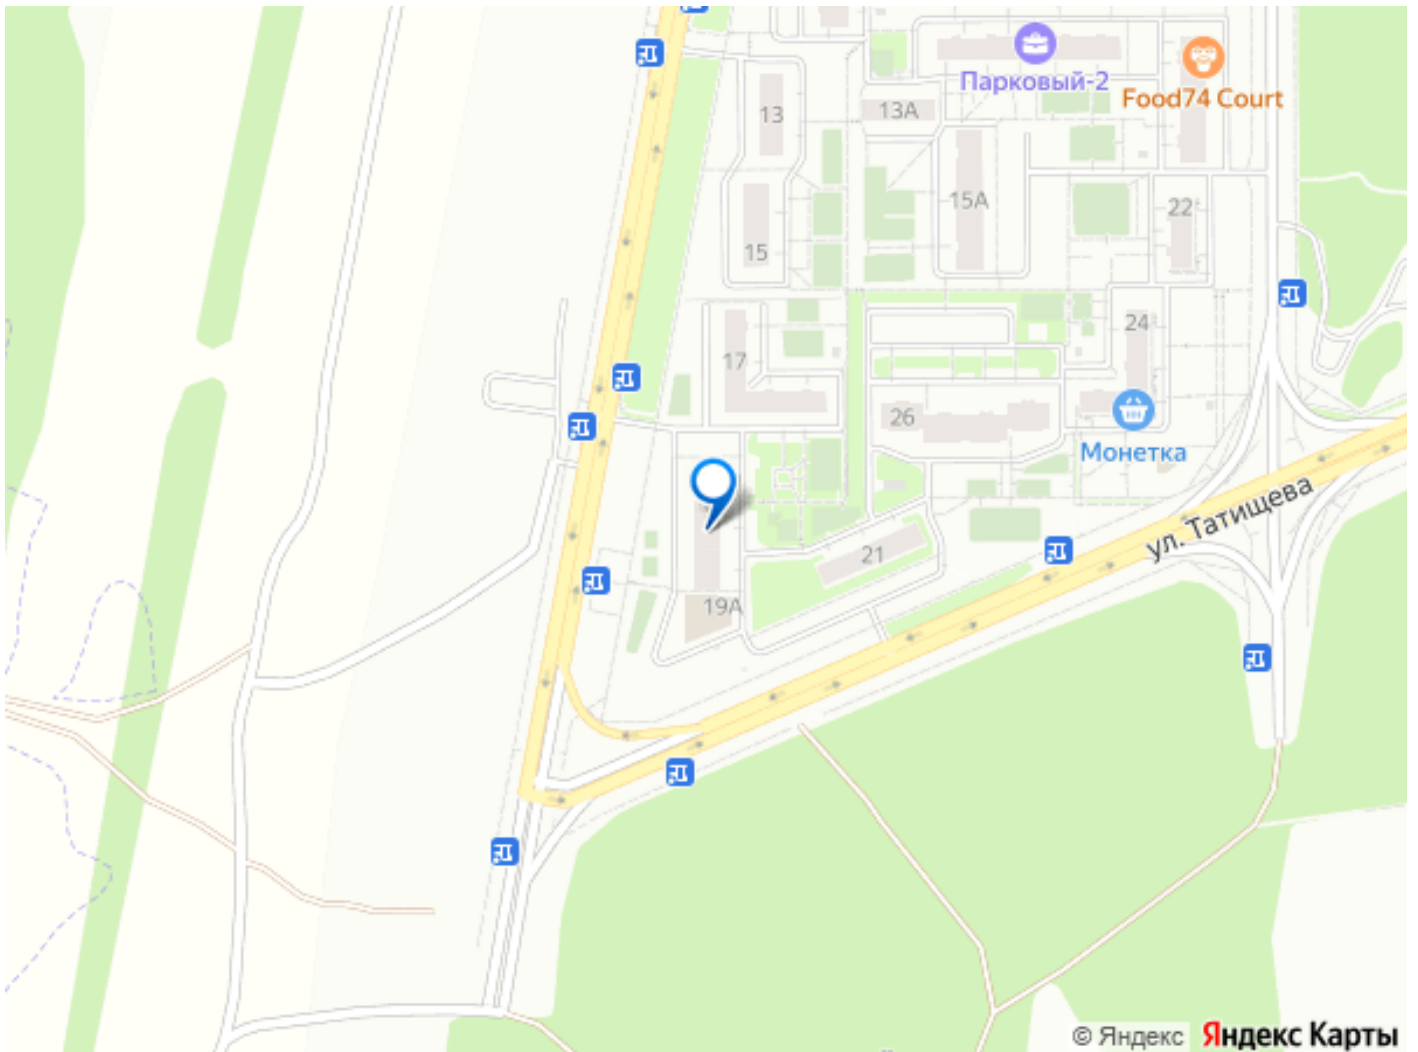 Парковый-2
Food74 Court
13
13А
15А
22
15
24
17
26
Монетка
ул. Татищева
21
19А
© Яндекс Яндекс Карты